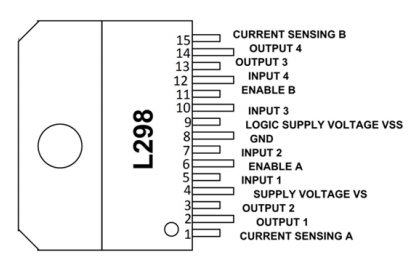 15 CURRENT SENSING B
14 OUTPUT 4
13 OUTPUT 3
12 INPUT 4
11 ENABLE B
10 INPUT 3
9 LOGIC SUPPLY VOLTAGE VSS
8 GND
7 INPUT 2
6 ENABLE A
5 INPUT 1
4 SUPPLY VOLTAGE VS
3 OUTPUT 2
2 OUTPUT 1
1 CURRENT SENSING A
L298